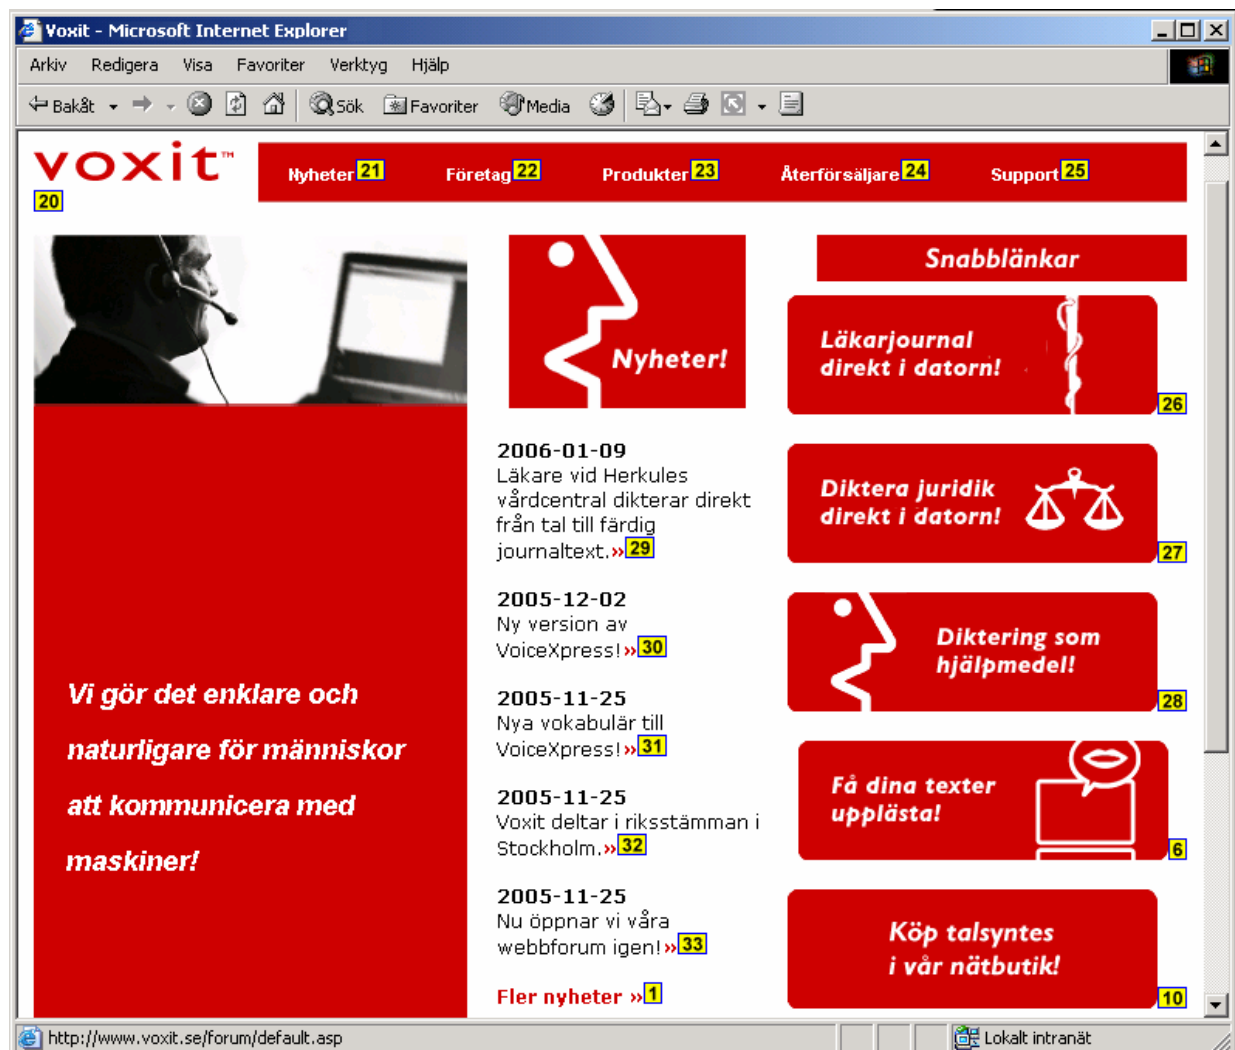 Voxit - Microsoft Internet Explorer
Arkiv Redigera Visa Favoriter Verktyg Hjälp
Bakåt Sök Favoriter Media
voxit™
20
Nyheter 21 Företag 22 Produkter 23 Återförsäljare 24 Support 25
Vi gör det enklare och
naturligare för människor
att kommunicera med
maskiner!
Nyheter!
2006-01-09
Läkare vid Herkules
vårdcentral dikterar direkt
från tal till färdig
journaltext.» 29
2005-12-02
Ny version av
VoiceXpress!» 30
2005-11-25
Nya vokabulär till
VoiceXpress!» 31
2005-11-25
Voxit deltar i riksstämman i
Stockholm.» 32
2005-11-25
Nu öppnar vi våra
webbforum igen!» 33
Fler nyheter » 1
Snabblänkar
Läkarjournal
direkt i datorn!
26
Diktera juridik
direkt i datorn!
27
Diktering som
hjälpmedel!
28
Få dina texter
upplästa!
6
Köp talsyntes
i vår nätbutik!
10
http://www.voxit.se/forum/default.asp
Lokalt intranät